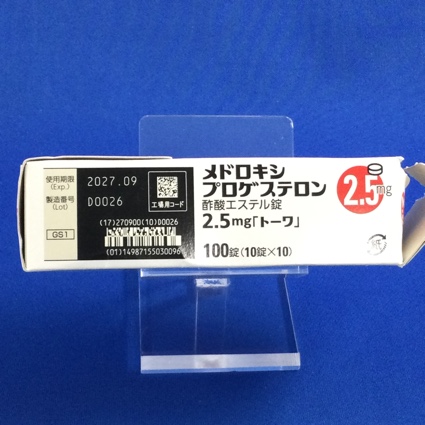 使用期限
(Exp.)
2027.09
製造番号
(Lot)
D0026
GS1
工場用コード
(17)270900(10)D0026
(01)14987155030096
メドロキシ
プロゲステロン
酢酸エステル錠
2.5mg「トーワ」
100錠(10錠×10)
2.5mg
紙